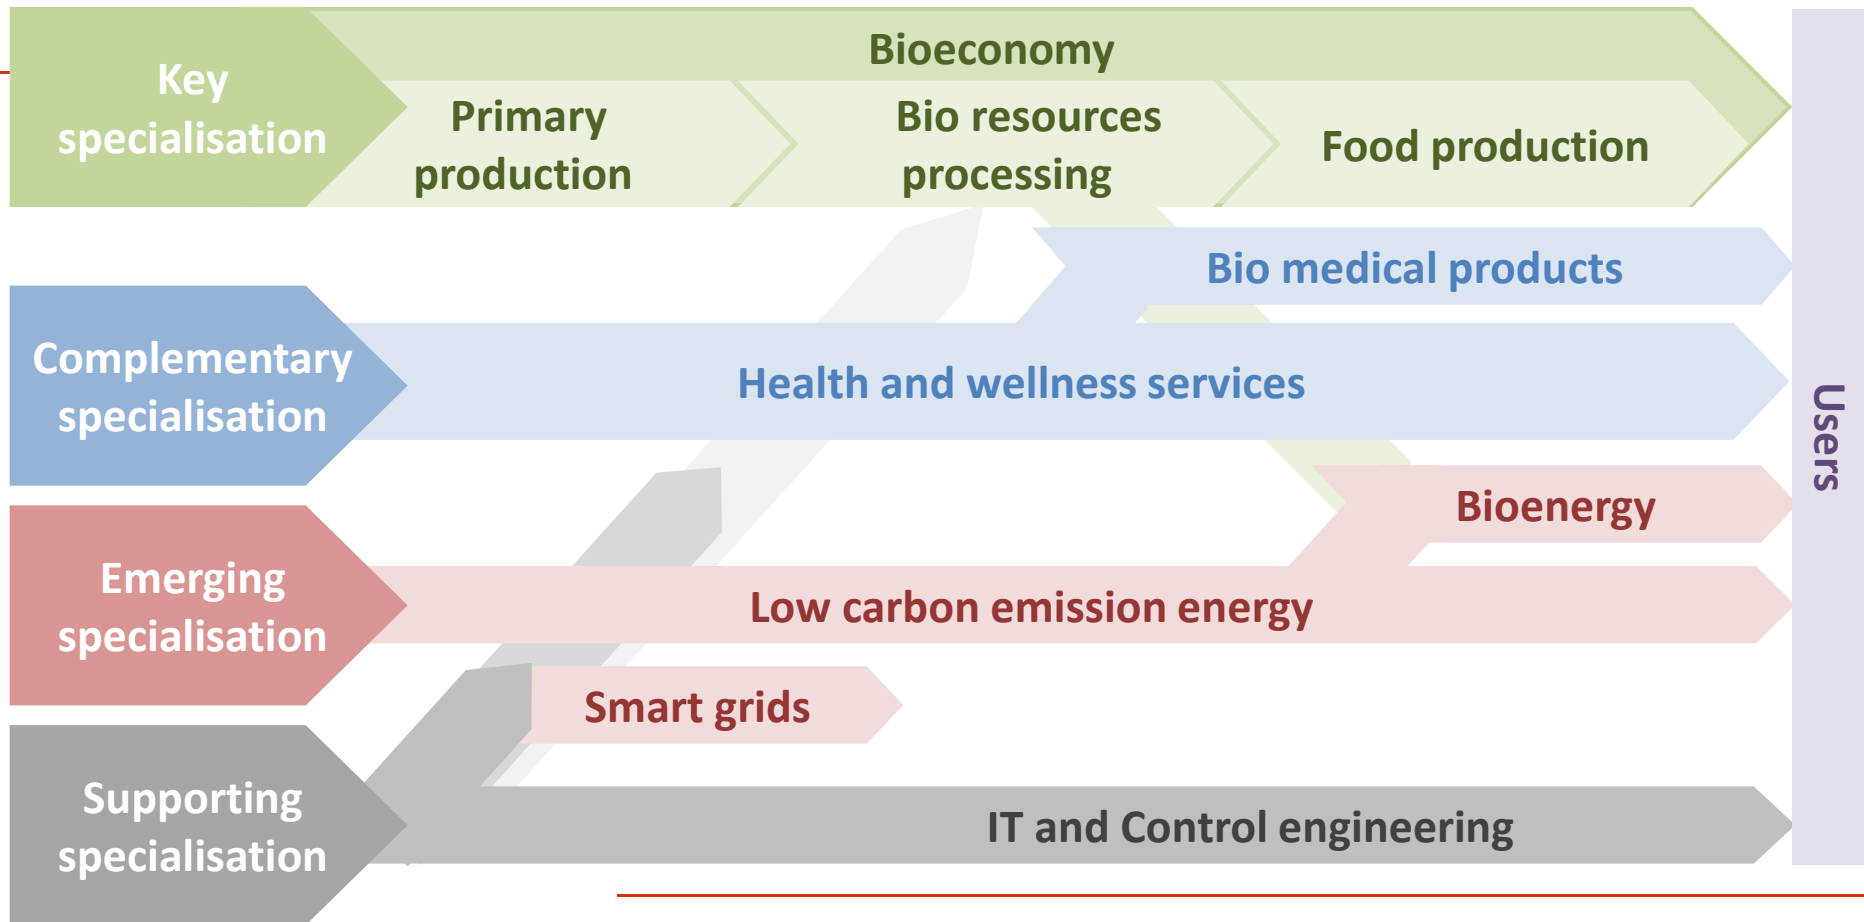 Key
specialisation
Bioeconomy
Primary
production
Bio resources
processing
Food production
Bio medical products
Complementary
specialisation
Health and wellness services
Users
Bioenergy
Emerging
specialisation
Low carbon emission energy
Smart grids
Supporting
specialisation
IT and Control engineering